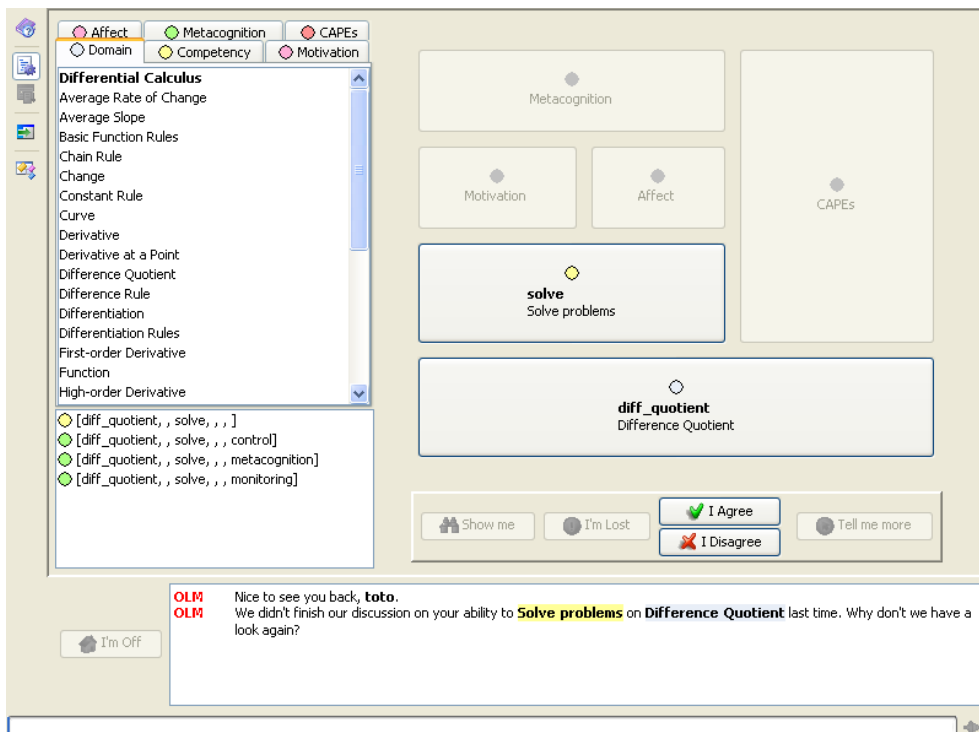 Affect
Metacognition
CAPEs
Domain
Competency
Motivation
Differential Calculus
Average Rate of Change
Average Slope
Basic Function Rules
Chain Rule
Change
Constant Rule
Curve
Derivative
Derivative at a Point
Difference Quotient
Difference Rule
Differentiation
Differentiation Rules
First-order Derivative
Function
High-order Derivative
[diff_quotient, , solve, , , ]
[diff_quotient, , solve, , , control]
[diff_quotient, , solve, , , metacognition]
[diff_quotient, , solve, , , monitoring]
Metacognition
Motivation
Affect
CAPEs
solve
Solve problems
diff_quotient
Difference Quotient
Show me
I'm Lost
I Agree
I Disagree
Tell me more
I'm Off
OLM Nice to see you back, toto.
OLM We didn't finish our discussion on your ability to Solve problems on Difference Quotient last time. Why don't we have a
look again?